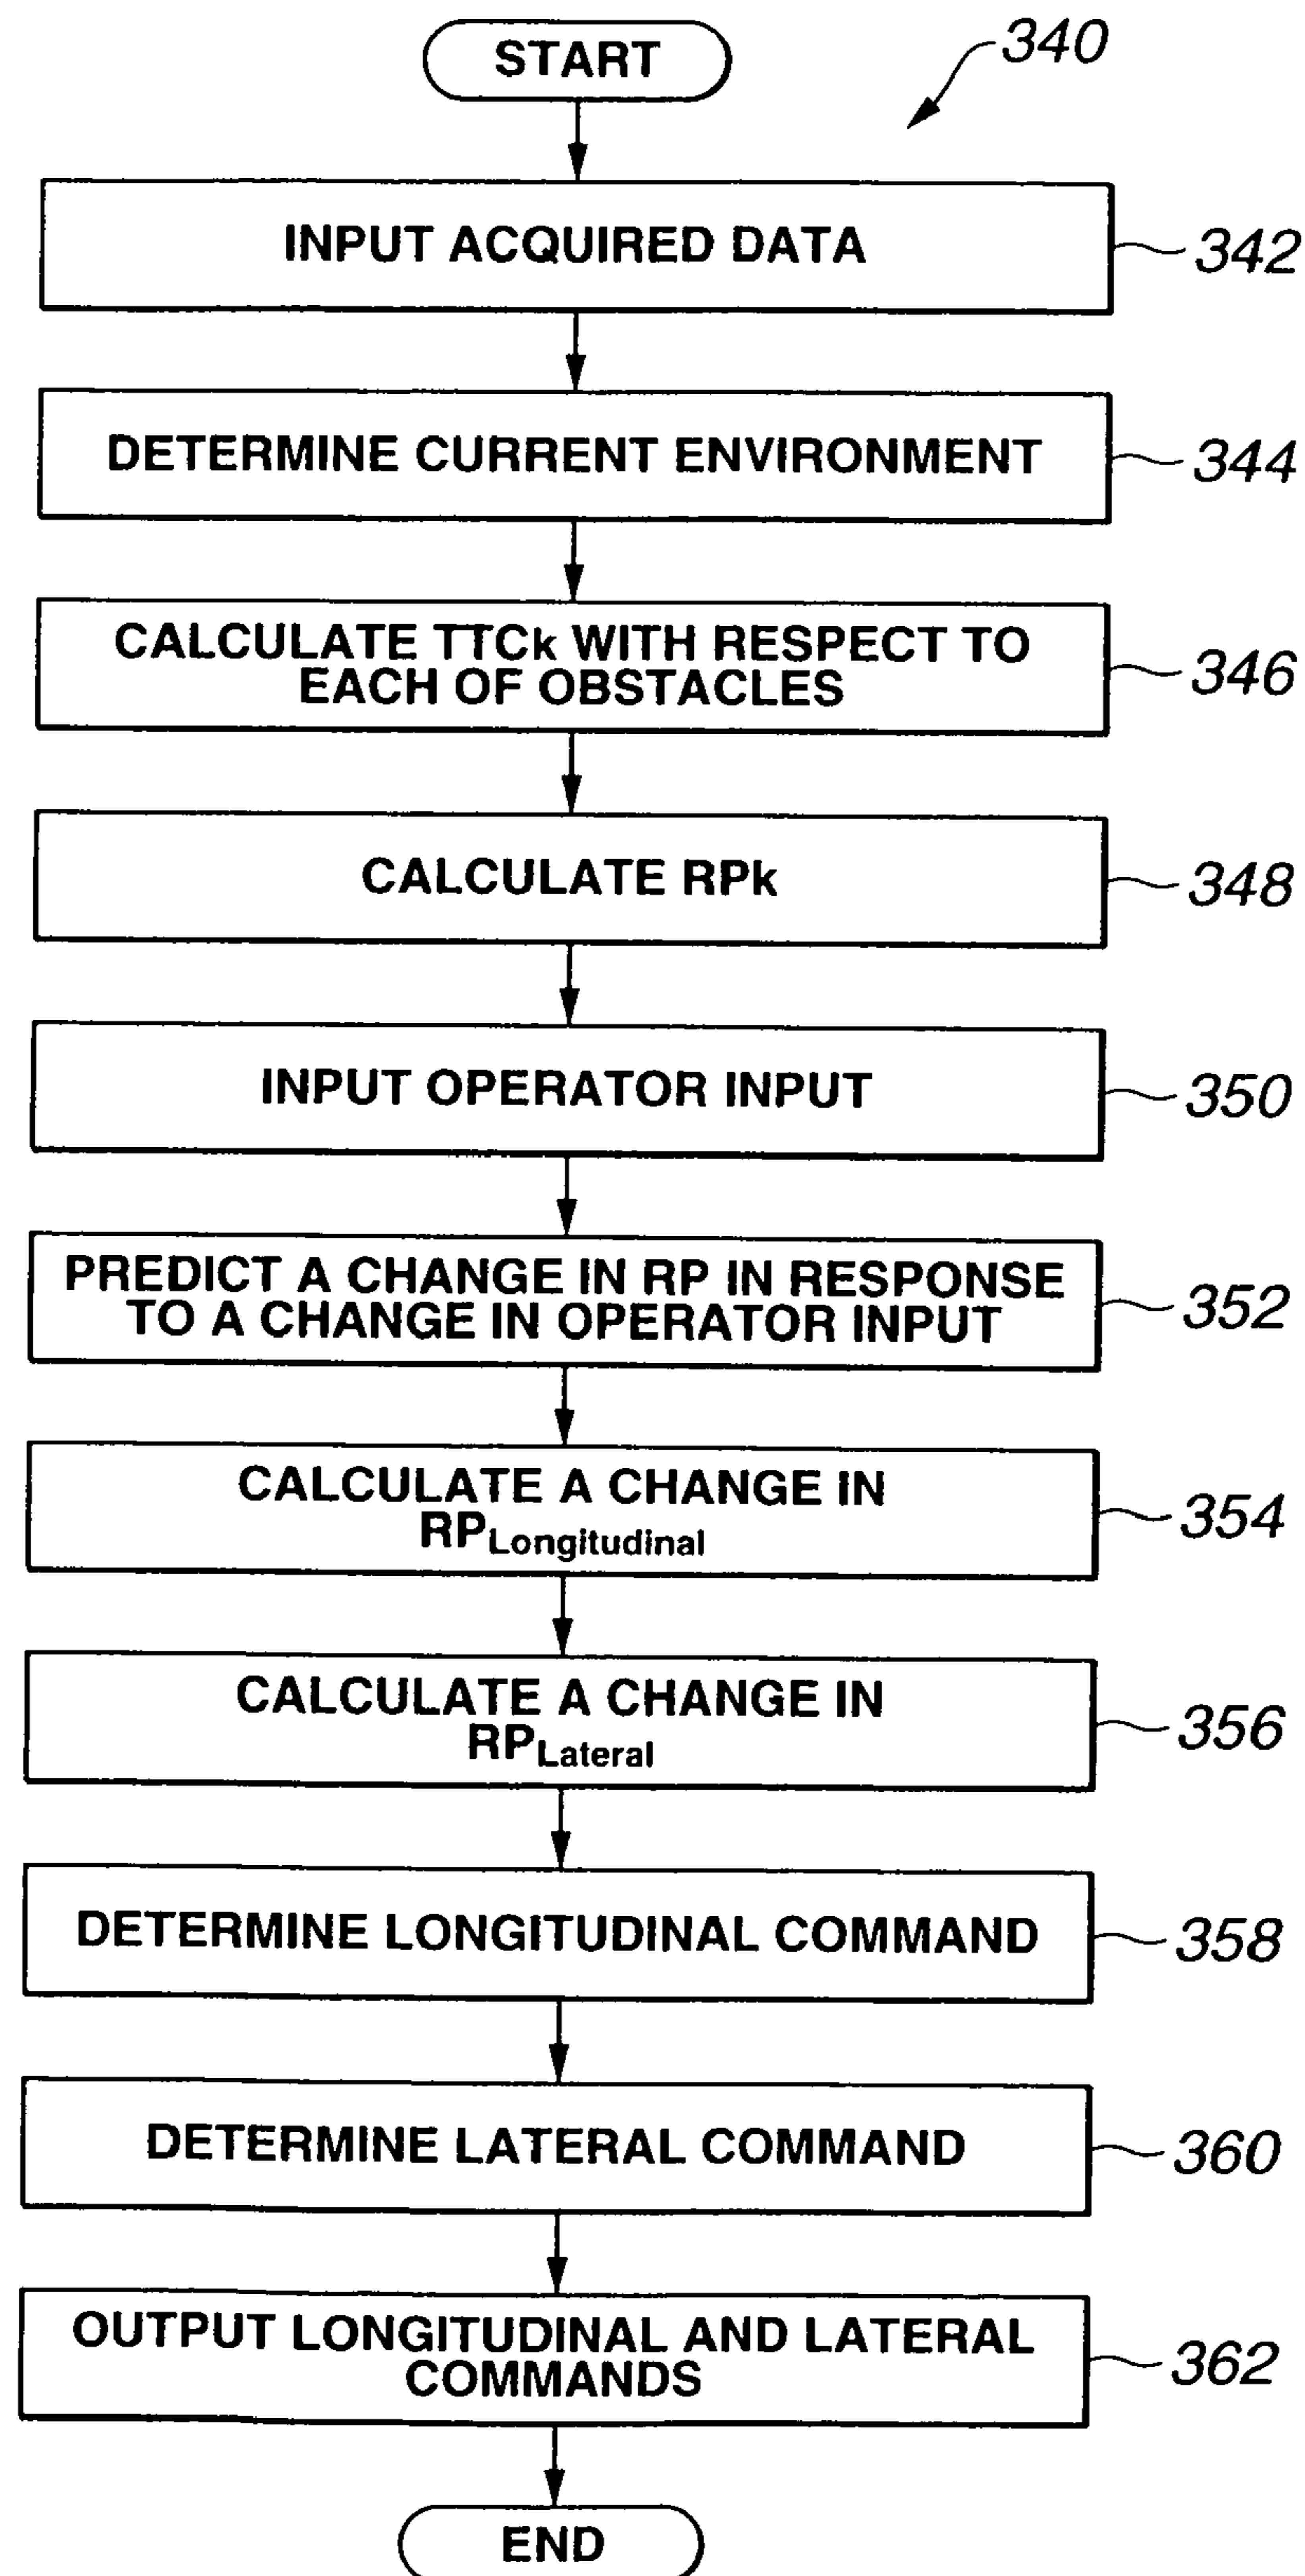 START
340
INPUT ACQUIRED DATA
342
DETERMINE CURRENT ENVIRONMENT
344
CALCULATE TTCk WITH RESPECT TO
EACH OF OBSTACLES
346
CALCULATE RPk
348
INPUT OPERATOR INPUT
350
PREDICT A CHANGE IN RP IN RESPONSE
TO A CHANGE IN OPERATOR INPUT
352
CALCULATE A CHANGE IN
RPLongitudinal
354
CALCULATE A CHANGE IN
RPLateral
356
DETERMINE LONGITUDINAL COMMAND
358
DETERMINE LATERAL COMMAND
360
OUTPUT LONGITUDINAL AND LATERAL
COMMANDS
362
END